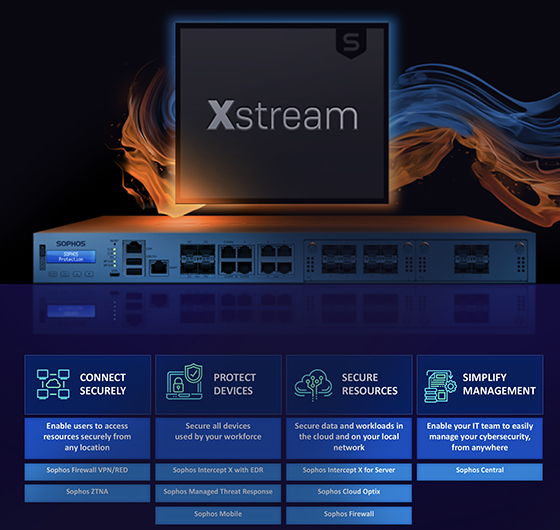 S
Xstream
SOPHOS
SOPHOS
Protection
CONNECT
SECURELY
Enable users to access
resources securely from
any location
Sophos Firewall VPN/RED
Sophos ZTNA
PROTECT
DEVICES
Secure all devices
used by your workforce
Sophos Intercept X with EDR
Sophos Managed Threat Response
Sophos Mobile
SECURE
RESOURCES
Secure data and workloads in
the cloud and on your local
network
Sophos Intercept X for Server
Sophos Cloud Optix
Sophos Firewall
SIMPLIFY
MANAGEMENT
Enable your IT team to easily
manage your cybersecurity,
from anywhere
Sophos Central